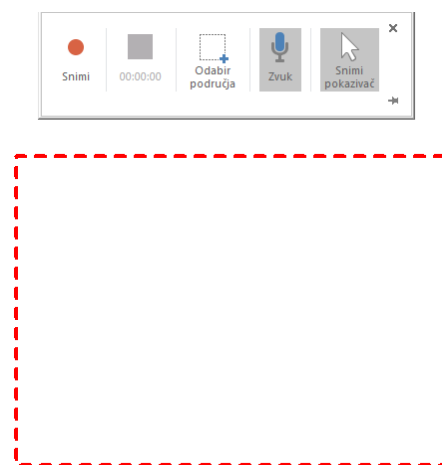 Snimi
00:00:00
Odabir
područja
Zvuk
Snimi
pokazivač